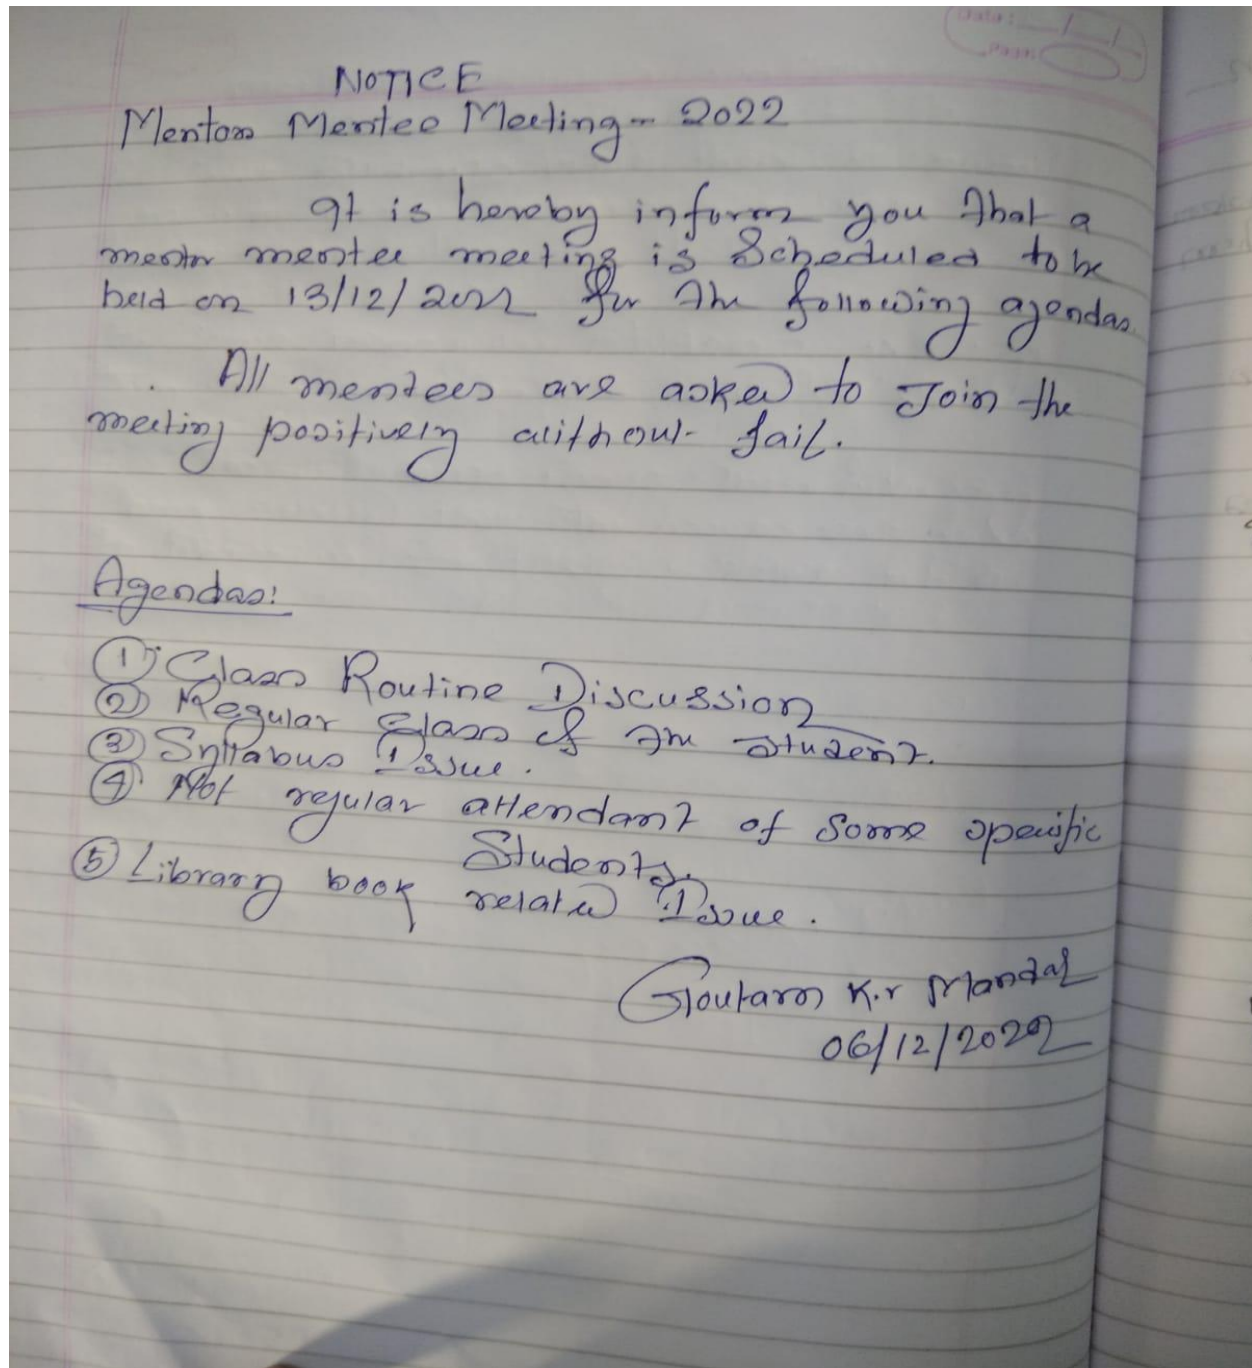 NOTICE
Mentor Mentee Meeting - 2022
It is hereby inform you that a
mentor mentee meeting is Scheduled to be
held on 13/12/2022 for the following agendas.
All mentees are asked to Join the
meeting positively without fail.
Agendas:
① Class Routine Discussion
② Regular Class of the Student.
③ Syllabus Issue.
④ Not regular attendant of Some specific
Students.
⑤ Library book related Issue.
Goutam K.r Mandal
06/12/2022